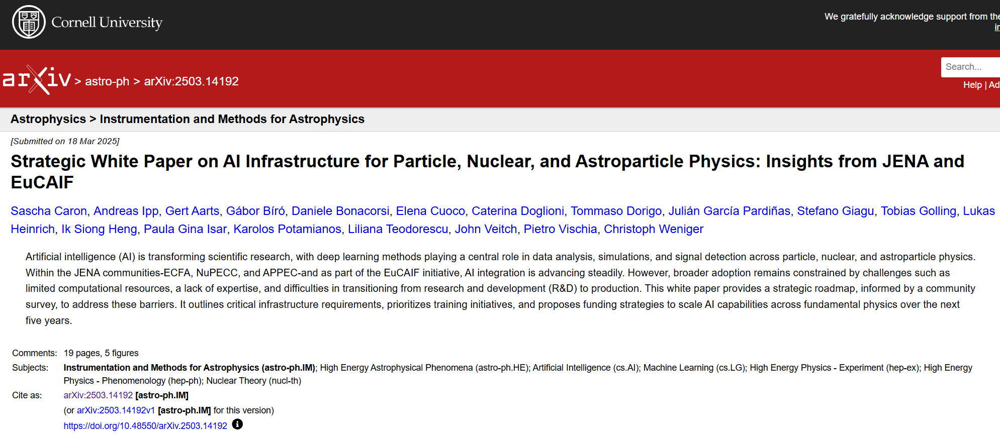 Cornell University
We gratefully acknowledge support from the
in
arXiv > astro-ph > arXiv:2503.14192
Search...
Help | Ad
Astrophysics > Instrumentation and Methods for Astrophysics
[Submitted on 18 Mar 2025]
Strategic White Paper on AI Infrastructure for Particle, Nuclear, and Astroparticle Physics: Insights from JENA and
EuCAIF
Sascha Caron, Andreas Ipp, Gert Aarts, Gábor Bíró, Daniele Bonacorsi, Elena Cuoco, Caterina Doglioni, Tommaso Dorigo, Julián García Pardiñas, Stefano Giagu, Tobias Golling, Lukas
Heinrich, Ik Siong Heng, Paula Gina Isar, Karolos Potamianos, Liliana Teodorescu, John Veitch, Pietro Vischia, Christoph Weniger
Artificial intelligence (AI) is transforming scientific research, with deep learning methods playing a central role in data analysis, simulations, and signal detection across particle, nuclear, and astroparticle physics.
Within the JENA communities-ECFA, NuPECC, and APPEC-and as part of the EuCAIF initiative, AI integration is advancing steadily. However, broader adoption remains constrained by challenges such as
limited computational resources, a lack of expertise, and difficulties in transitioning from research and development (R&D) to production. This white paper provides a strategic roadmap, informed by a community
survey, to address these barriers. It outlines critical infrastructure requirements, prioritizes training initiatives, and proposes funding strategies to scale AI capabilities across fundamental physics over the next
five years.
Comments: 19 pages, 5 figures
Subjects: Instrumentation and Methods for Astrophysics (astro-ph.IM); High Energy Astrophysical Phenomena (astro-ph.HE); Artificial Intelligence (cs.AI); Machine Learning (cs.LG); High Energy Physics - Experiment (hep-ex); High Energy
Physics - Phenomenology (hep-ph); Nuclear Theory (nucl-th)
Cite as: arXiv:2503.14192 [astro-ph.IM]
(or arXiv:2503.14192v1 [astro-ph.IM] for this version)
https://doi.org/10.48550/arXiv.2503.14192